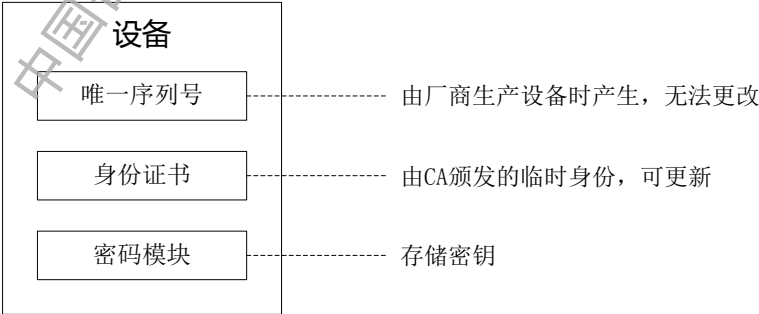 中国
设备
唯一序列号
由厂商生产设备时产生，无法更改
身份证书
由CA颁发的临时身份，可更新
密码模块
存储密钥